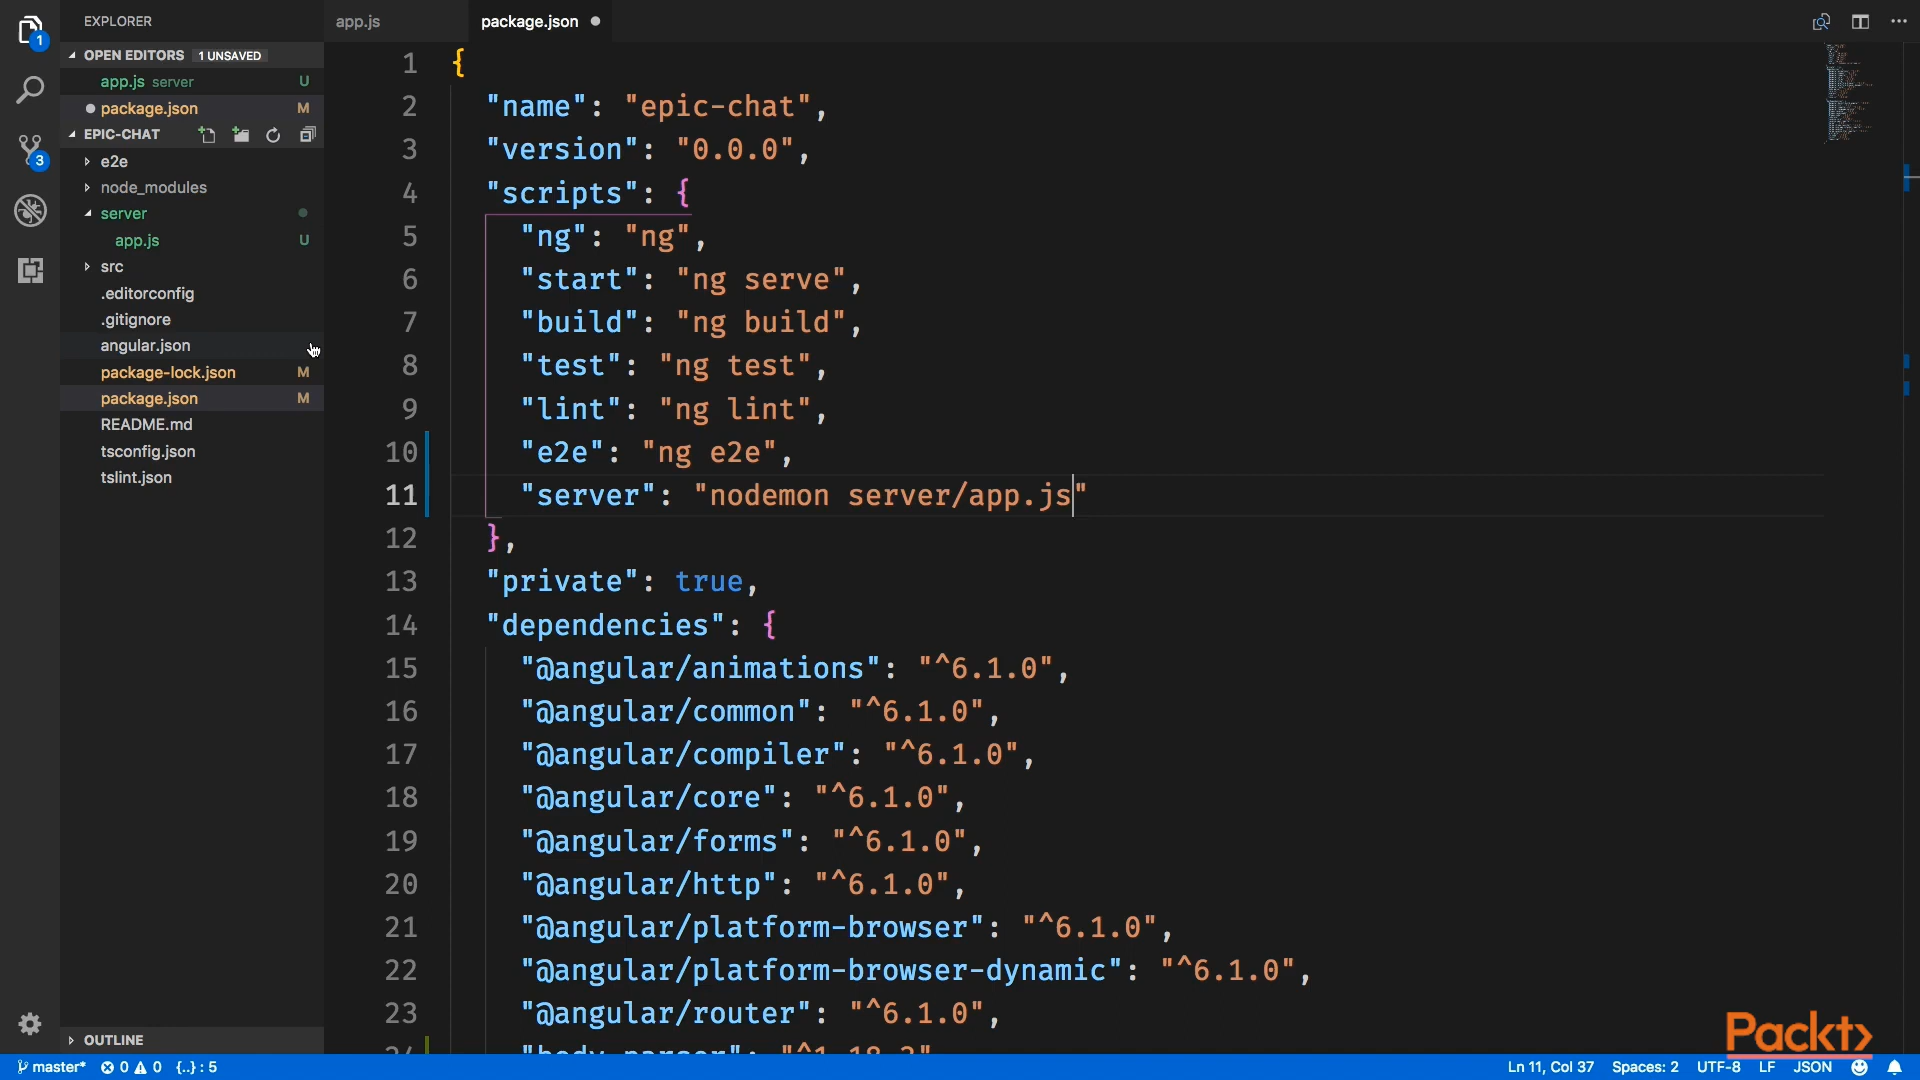 EXPLORER
app.js
package.json
1
OPEN EDITORS 1 UNSAVED
app.js server U
package.json M
EPIC-CHAT
3
e2e
node_modules
server
app.js U
src
.editorconfig
.gitignore
angular.json
package-lock.json M
package.json M
README.md
tsconfig.json
tslint.json
OUTLINE
1 {
2 "name": "epic-chat",
3 "version": "0.0.0",
4 "scripts": {
5 "ng": "ng",
6 "start": "ng serve",
7 "build": "ng build",
8 "test": "ng test",
9 "lint": "ng lint",
10 "e2e": "ng e2e",
11 "server": "nodemon server/app.js"
12 },
13 "private": true,
14 "dependencies": {
15 "@angular/animations": "^6.1.0",
16 "@angular/common": "^6.1.0",
17 "@angular/compiler": "^6.1.0",
18 "@angular/core": "^6.1.0",
19 "@angular/forms": "^6.1.0",
20 "@angular/http": "^6.1.0",
21 "@angular/platform-browser": "^6.1.0",
22 "@angular/platform-browser-dynamic": "^6.1.0",
23 "@angular/router": "^6.1.0",
Packt>
master* 0 0 {..} : 5
Ln 11, Col 37 Spaces: 2 UTF-8 LF JSON